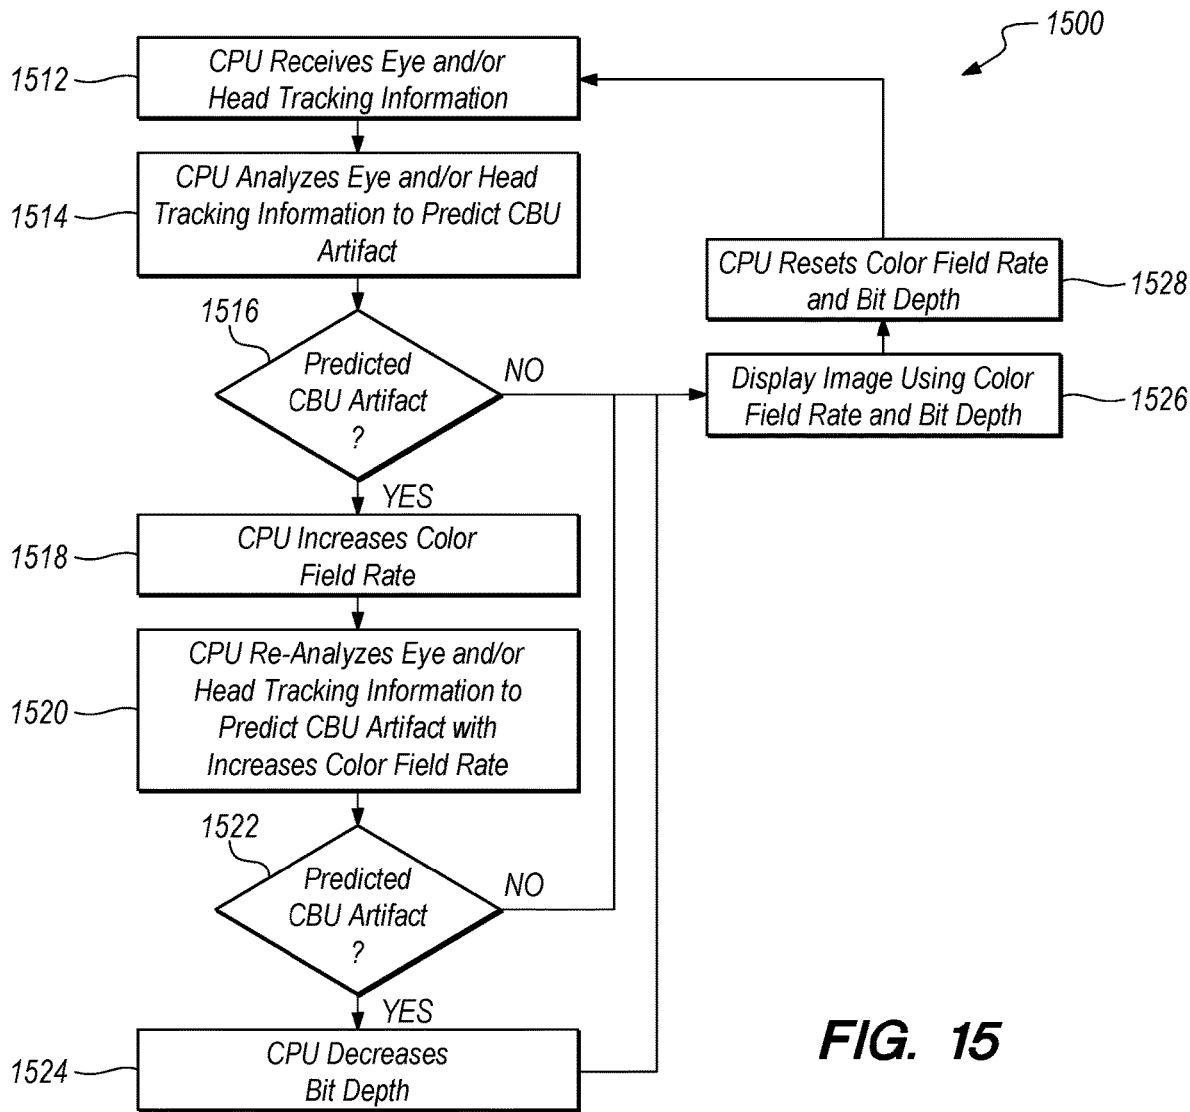 1500
1512
CPU Receives Eye and/or
Head Tracking Information
1514
CPU Analyzes Eye and/or Head
Tracking Information to Predict CBU
Artifact
1516
Predicted
CBU Artifact
?
NO
YES
1518
CPU Increases Color
Field Rate
1520
CPU Re-Analyzes Eye and/or
Head Tracking Information to
Predict CBU Artifact with
Increases Color Field Rate
1522
Predicted
CBU Artifact
?
NO
YES
1524
CPU Decreases
Bit Depth
CPU Resets Color Field Rate
and Bit Depth
1528
Display Image Using Color
Field Rate and Bit Depth
1526
FIG. 15